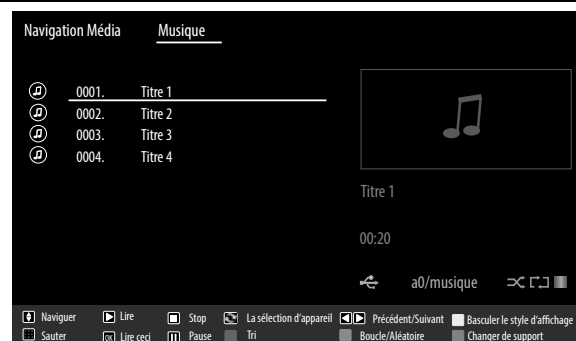 Navigation Média Musique
0001. Titre 1
0002. Titre 2
0003. Titre 3
0004. Titre 4
Titre 1
00:20
a0/musique
Naviguer Lire Stop La sélection d'appareil Précédent/Suivant Basculer le style d'affichage
Sauter OK Lire ceci Pause Tri Boucle/Aléatoire Changer de support